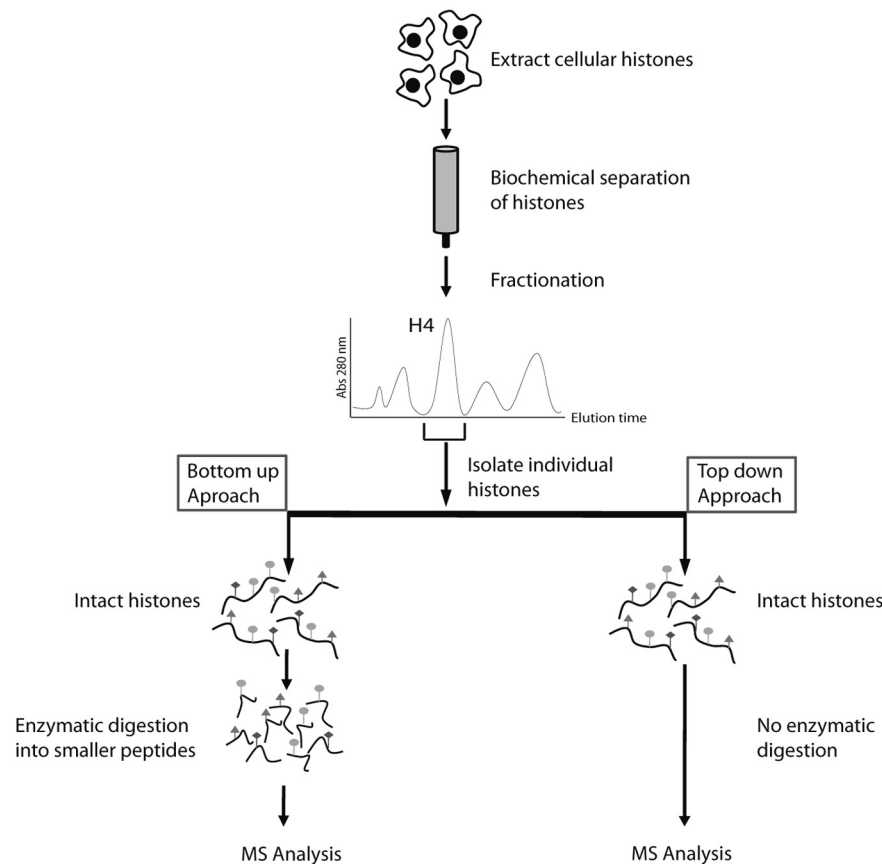 Extract cellular histones
Biochemical separation
of histones
Fractionation
H4
Abs 280 nm
Elution time
Isolate individual
histones
Bottom up
Aproach
Top down
Approach
Intact histones
Intact histones
Enzymatic digestion
into smaller peptides
No enzymatic
digestion
MS Analysis
MS Analysis